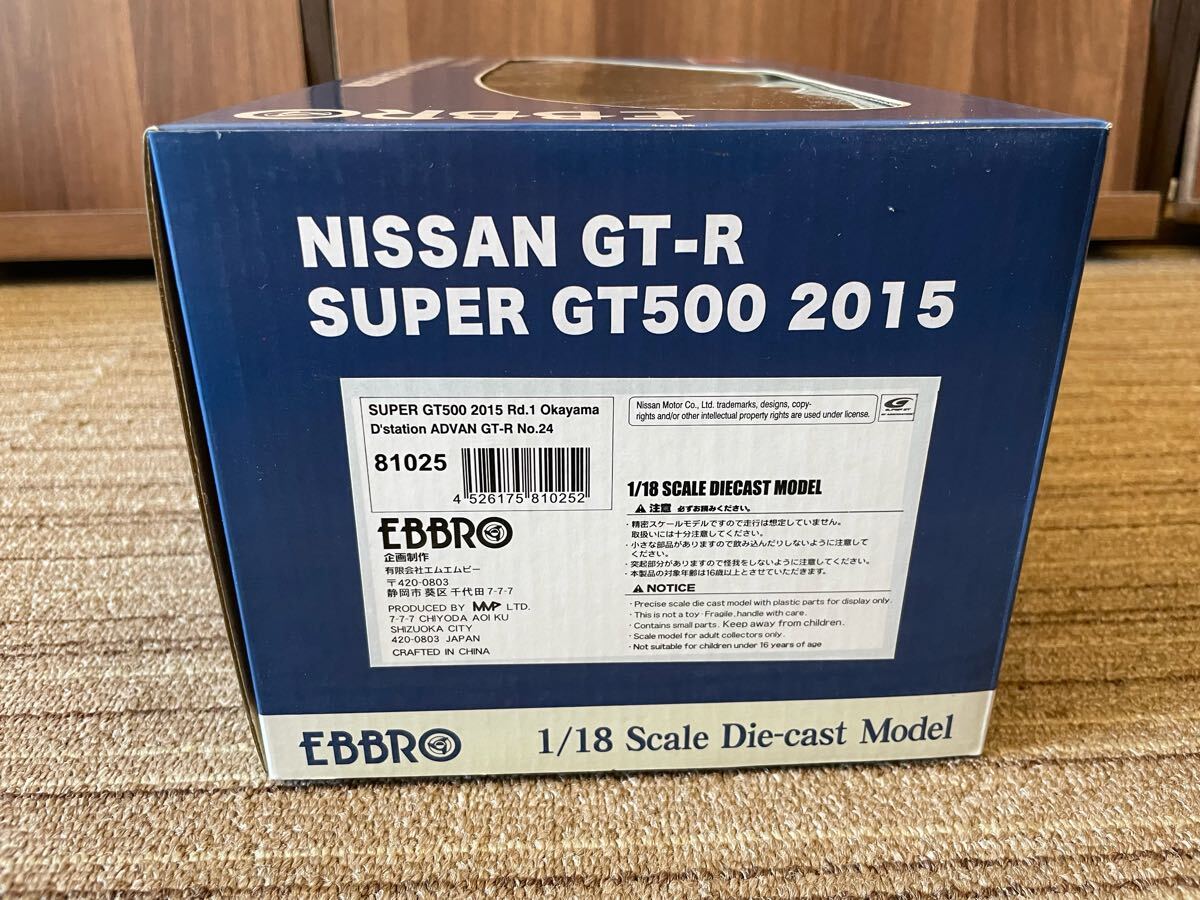 EBBRO
NISSAN GT-R
SUPER GT500 2015
SUPER GT500 2015 Rd.1 Okayama
D'station ADVAN GT-R No.24
81025
4 526175 810252
EBBRO
企画制作
有限会社エムエムピー
〒420-0803
静岡市 葵区 千代田 7-7-7
PRODUCED BY MMP LTD.
7-7-7 CHIYODA AOI KU
SHIZUOKA CITY
420-0803 JAPAN
CRAFTED IN CHINA
Nissan Motor Co., Ltd. trademarks, designs, copy-
rights and/or other intellectual property rights are used under license.
SUPER GT
1/18 SCALE DIECAST MODEL
⚠ 注意 必ずお読みください。
・精密スケールモデルですので走行は想定していません。
取扱いには十分注意してください。
・小さな部品がありますので飲み込んだりしないように注意して
ください。
・突起部分がありますので怪我をしないように注意してください。
・本製品の対象年齢は16歳以上とさせていただきます。
⚠ NOTICE
・Precise scale die cast model with plastic parts for display only.
・This is not a toy. Fragile, handle with care.
・Contains small parts. Keep away from children.
・Scale model for adult collectors only.
・Not suitable for children under 16 years of age
EBBRO 1/18 Scale Die-cast Model